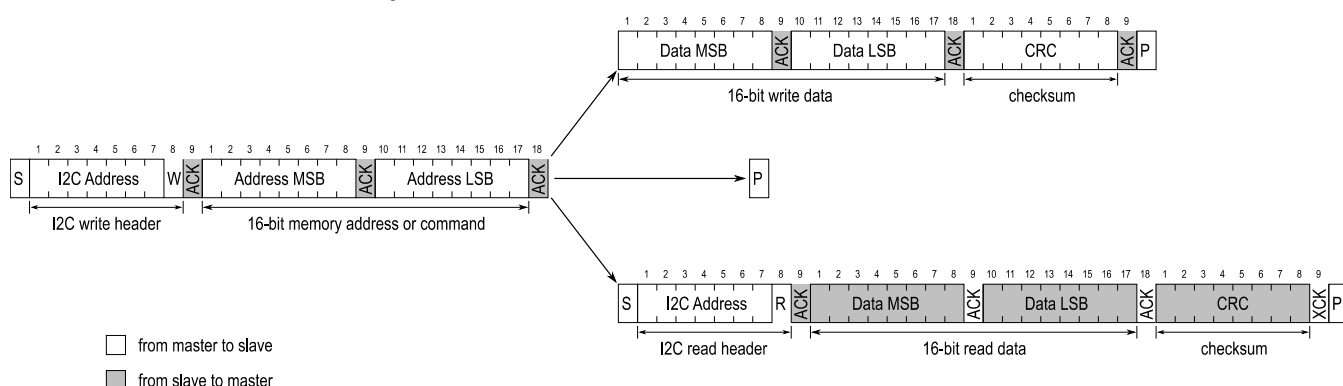 1 2 3 4 5 6 7 8 9 10 11 12 13 14 15 16 17 18 1 2 3 4 5 6 7 8 9
Data MSB ACK Data LSB ACK CRC ACK P
16-bit write data checksum
1 2 3 4 5 6 7 8 9 1 2 3 4 5 6 7 8 9 10 11 12 13 14 15 16 17 18
S I2C Address W ACK Address MSB ACK Address LSB ACK P
I2C write header 16-bit memory address or command
1 2 3 4 5 6 7 8 9 1 2 3 4 5 6 7 8 9 10 11 12 13 14 15 16 17 18 1 2 3 4 5 6 7 8 9
S I2C Address R ACK Data MSB ACK Data LSB ACK CRC XCK P
I2C read header 16-bit read data checksum
from master to slave
from slave to master